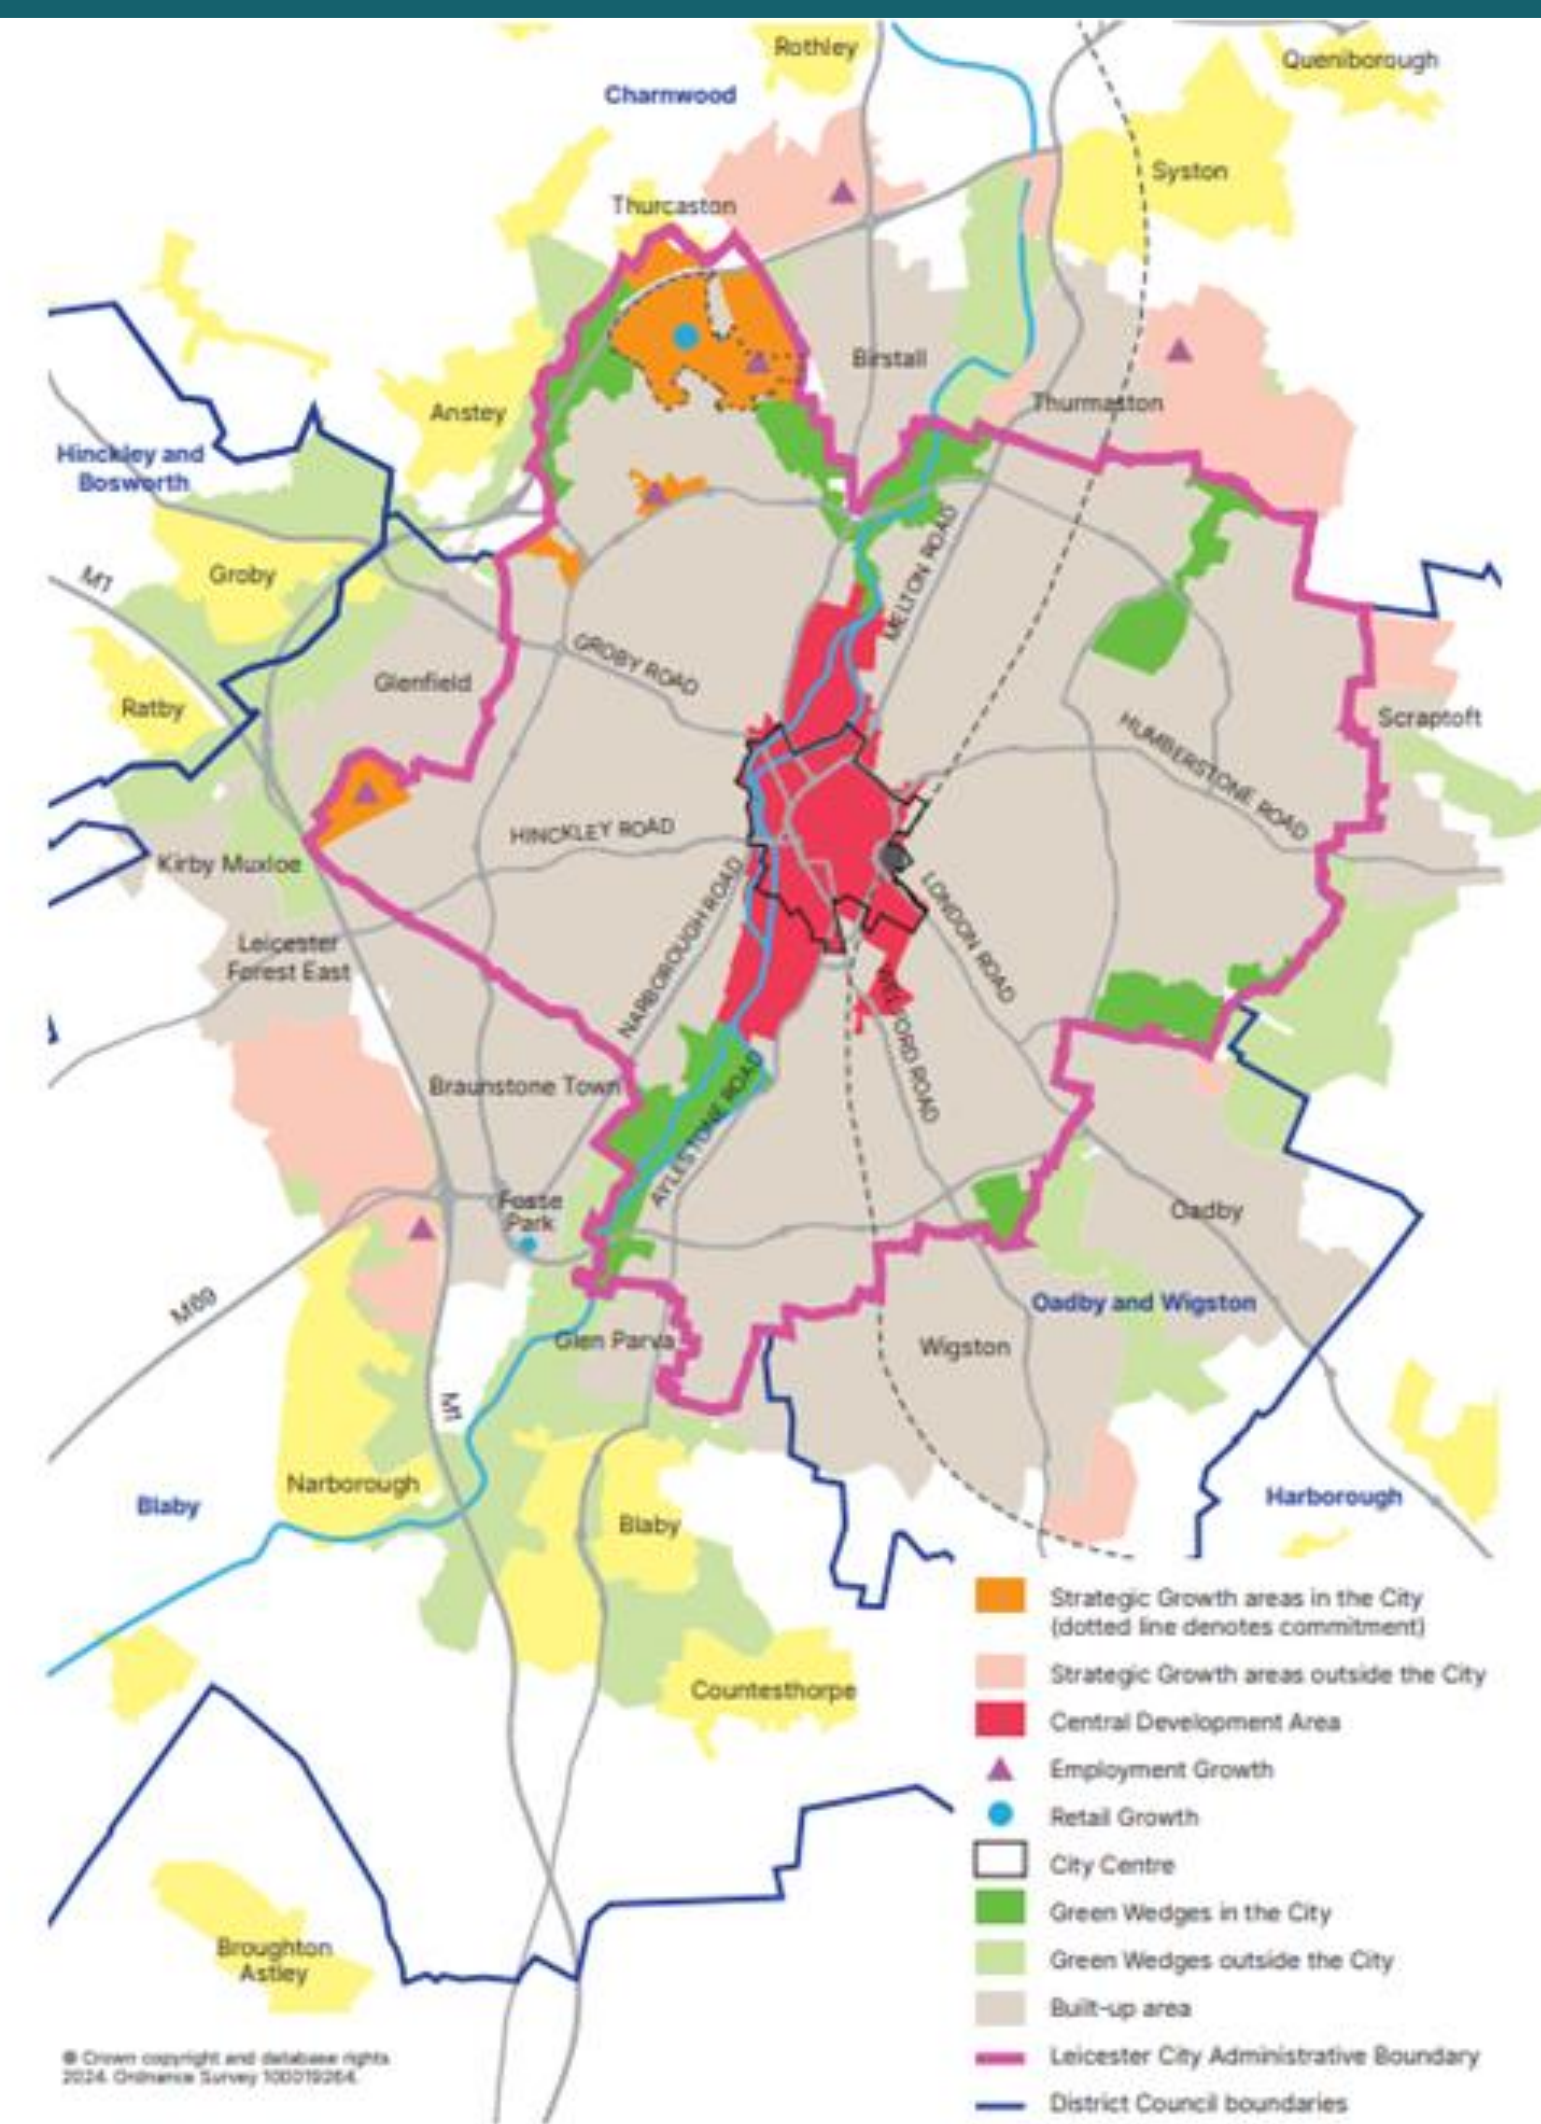 Rothley
Queniborough
Charnwood
Syston
Thurcaston
Birstall
Thurmaston
Anstey
Hinckley and
Bosworth
MELTON ROAD
M1
Groby
GROBY ROAD
Glenfield
Ratby
Scraptoft
HUMBERSTONE ROAD
HINCKLEY ROAD
Kirby Muxloe
NARBOROUGH ROAD
LONDON ROAD
Leicester
Forest East
WELFORD ROAD
Braunstone Town
AYLESTONE ROAD
Fosse
Park
Oadby
M69
Oadby and Wigston
Glen Parva
Wigston
M1
Narborough
Blaby
Harborough
Blaby
Countesthorpe
Broughton
Astley
Strategic Growth areas in the City
(dotted line denotes commitment)
Strategic Growth areas outside the City
Central Development Area
Employment Growth
Retail Growth
City Centre
Green Wedges in the City
Green Wedges outside the City
Built-up area
Leicester City Administrative Boundary
District Council boundaries
© Crown copyright and database rights
2024. Ordnance Survey 100019264.